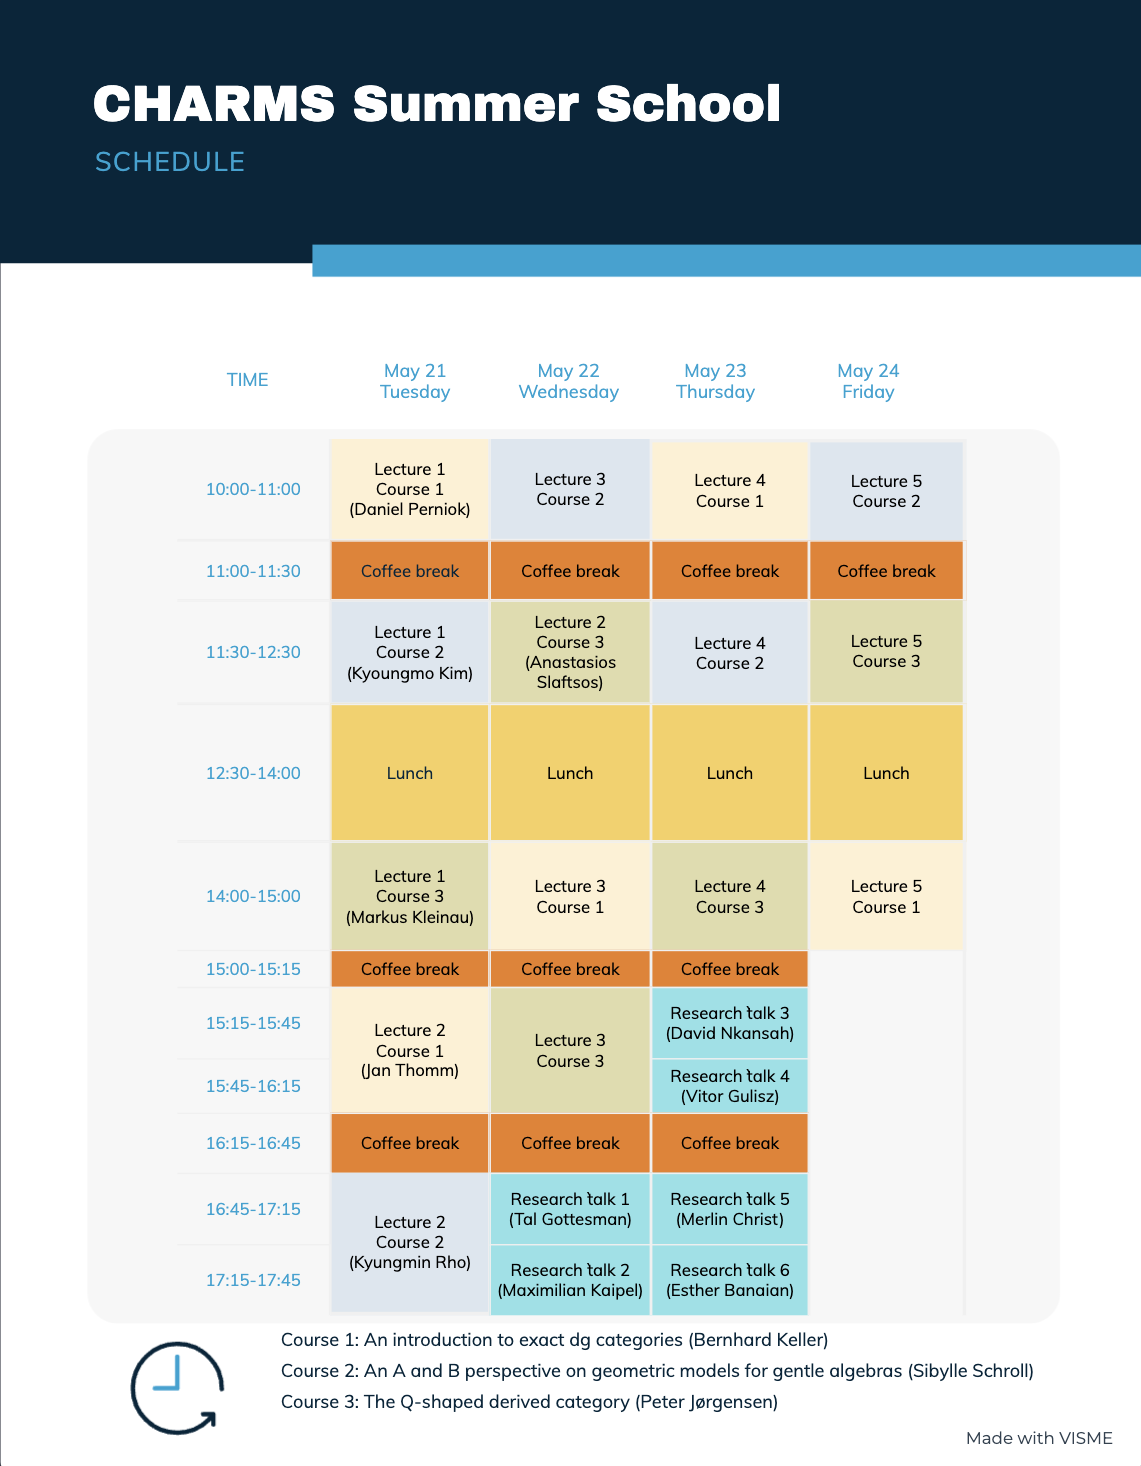 CHARMS Summer School
SCHEDULE
TIME
May 21
Tuesday
May 22
Wednesday
May 23
Thursday
May 24
Friday
10:00-11:00
Lecture 1
Course 1
(Daniel Perniok)
Lecture 3
Course 2
Lecture 4
Course 1
Lecture 5
Course 2
11:00-11:30
Coffee break
Coffee break
Coffee break
Coffee break
11:30-12:30
Lecture 1
Course 2
(Kyoungmo Kim)
Lecture 2
Course 3
(Anastasios
Slaftsos)
Lecture 4
Course 2
Lecture 5
Course 3
12:30-14:00
Lunch
Lunch
Lunch
Lunch
14:00-15:00
Lecture 1
Course 3
(Markus Kleinau)
Lecture 3
Course 1
Lecture 4
Course 3
Lecture 5
Course 1
15:00-15:15
Coffee break
Coffee break
Coffee break
15:15-15:45
Lecture 2
Course 1
(Jan Thomm)
Lecture 3
Course 3
Research talk 3
(David Nkansah)
15:45-16:15
Research talk 4
(Vitor Gulisz)
16:15-16:45
Coffee break
Coffee break
Coffee break
16:45-17:15
Lecture 2
Course 2
(Kyungmin Rho)
Research talk 1
(Tal Gottesman)
Research talk 5
(Merlin Christ)
17:15-17:45
Research talk 2
(Maximilian Kaipel)
Research talk 6
(Esther Banaian)
Course 1: An introduction to exact dg categories (Bernhard Keller)
Course 2: An A and B perspective on geometric models for gentle algebras (Sibylle Schroll)
Course 3: The Q-shaped derived category (Peter Jørgensen)
Made with VISME